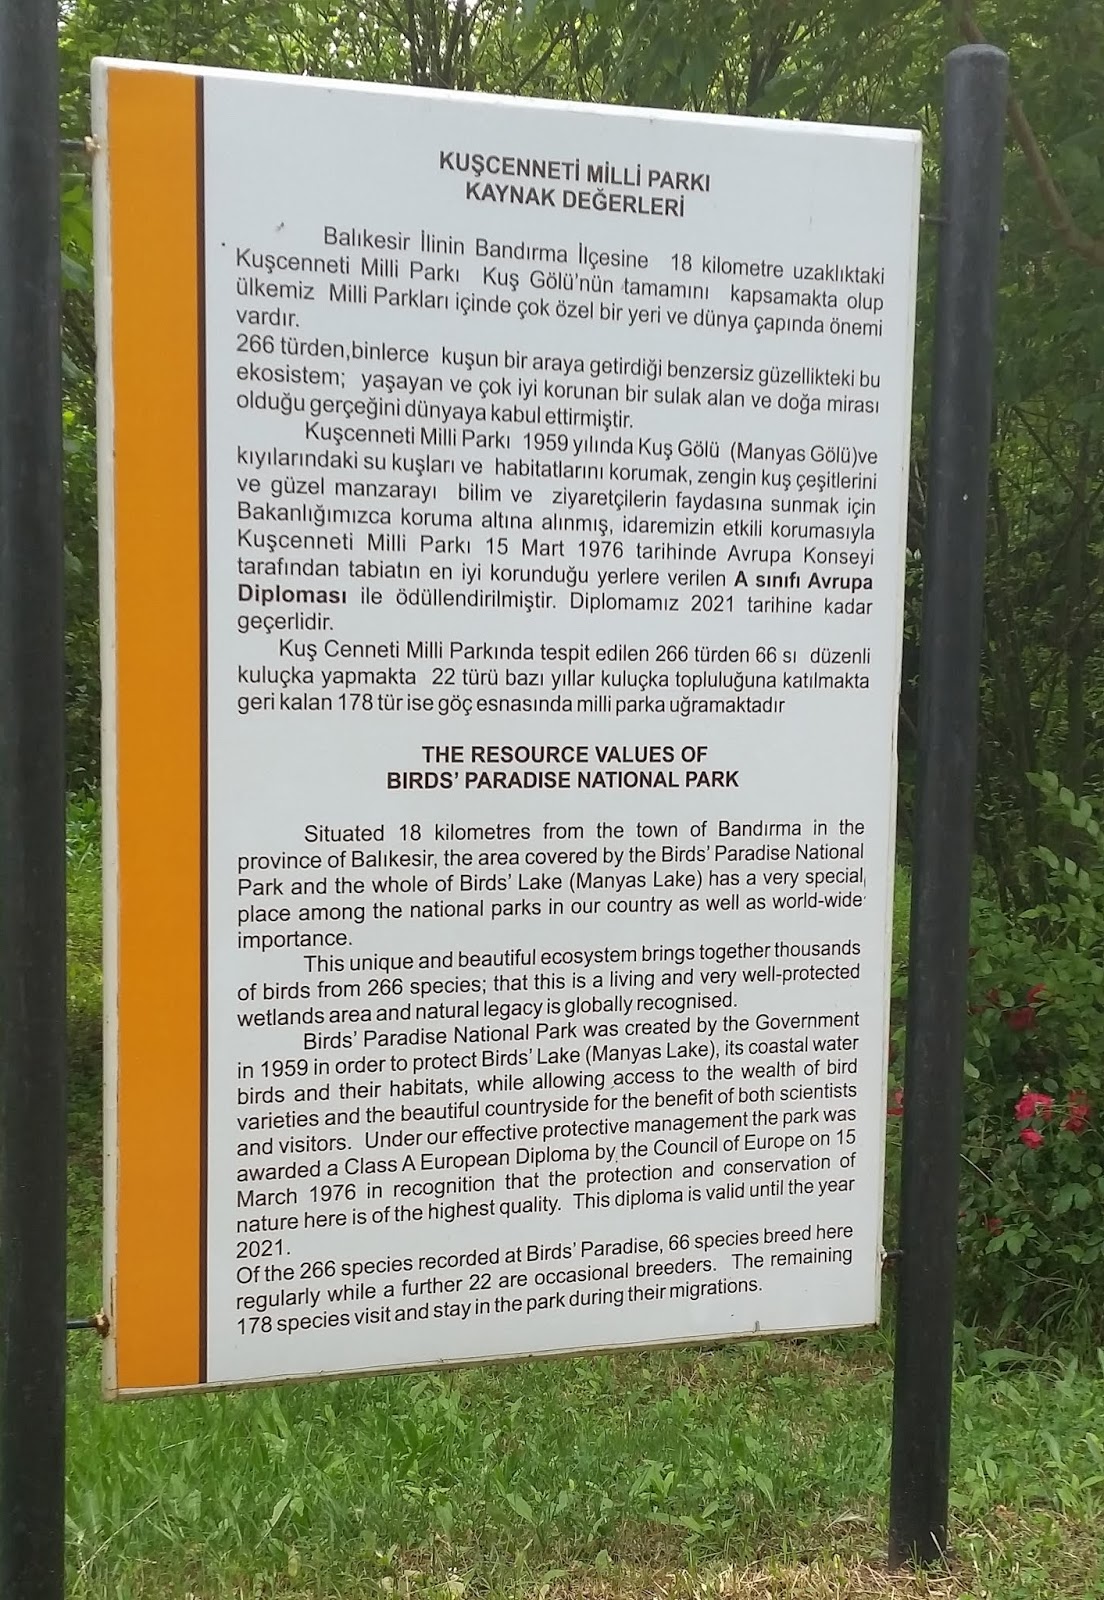 KUŞCENNETİ MİLLİ PARKI
KAYNAK DEĞERLERİ
Balıkesir İlinin Bandırma İlçesine 18 kilometre uzaklıktaki
Kuşcenneti Milli Parkı Kuş Gölü'nün tamamını kapsamakta olup
ülkemiz Milli Parkları içinde çok özel bir yeri ve dünya çapında önemi
vardır.
266 türden,binlerce kuşun bir araya getirdiği benzersiz güzellikteki bu
ekosistem; yaşayan ve çok iyi korunan bir sulak alan ve doğa mirası
olduğu gerçeğini dünyaya kabul ettirmiştir.
Kuşcenneti Milli Parkı 1959 yılında Kuş Gölü (Manyas Gölü)ve
kıyılarındaki su kuşları ve habitatlarını korumak, zengin kuş çeşitlerini
ve güzel manzarayı bilim ve ziyaretçilerin faydasına sunmak için
Bakanlığımızca koruma altına alınmış, idaremizin etkili korumasıyla
Kuşcenneti Milli Parkı 15 Mart 1976 tarihinde Avrupa Konseyi
tarafından tabiatın en iyi korunduğu yerlere verilen A sınıfı Avrupa
Diploması ile ödüllendirilmiştir. Diplomamız 2021 tarihine kadar
geçerlidir.
Kuş Cenneti Milli Parkında tespit edilen 266 türden 66 sı düzenli
kuluçka yapmakta 22 türü bazı yıllar kuluçka topluluğuna katılmakta
geri kalan 178 tür ise göç esnasında milli parka uğramaktadır
THE RESOURCE VALUES OF
BIRDS' PARADISE NATIONAL PARK
Situated 18 kilometres from the town of Bandırma in the
province of Balıkesir, the area covered by the Birds' Paradise National
Park and the whole of Birds' Lake (Manyas Lake) has a very special
place among the national parks in our country as well as world-wide
importance.
This unique and beautiful ecosystem brings together thousands
of birds from 266 species; that this is a living and very well-protected
wetlands area and natural legacy is globally recognised.
Birds' Paradise National Park was created by the Government
in 1959 in order to protect Birds' Lake (Manyas Lake), its coastal water
birds and their habitats, while allowing access to the wealth of bird
varieties and the beautiful countryside for the benefit of both scientists
and visitors. Under our effective protective management the park was
awarded a Class A European Diploma by the Council of Europe on 15
March 1976 in recognition that the protection and conservation of
nature here is of the highest quality. This diploma is valid until the year
2021.
Of the 266 species recorded at Birds' Paradise, 66 species breed here
regularly while a further 22 are occasional breeders. The remaining
178 species visit and stay in the park during their migrations.